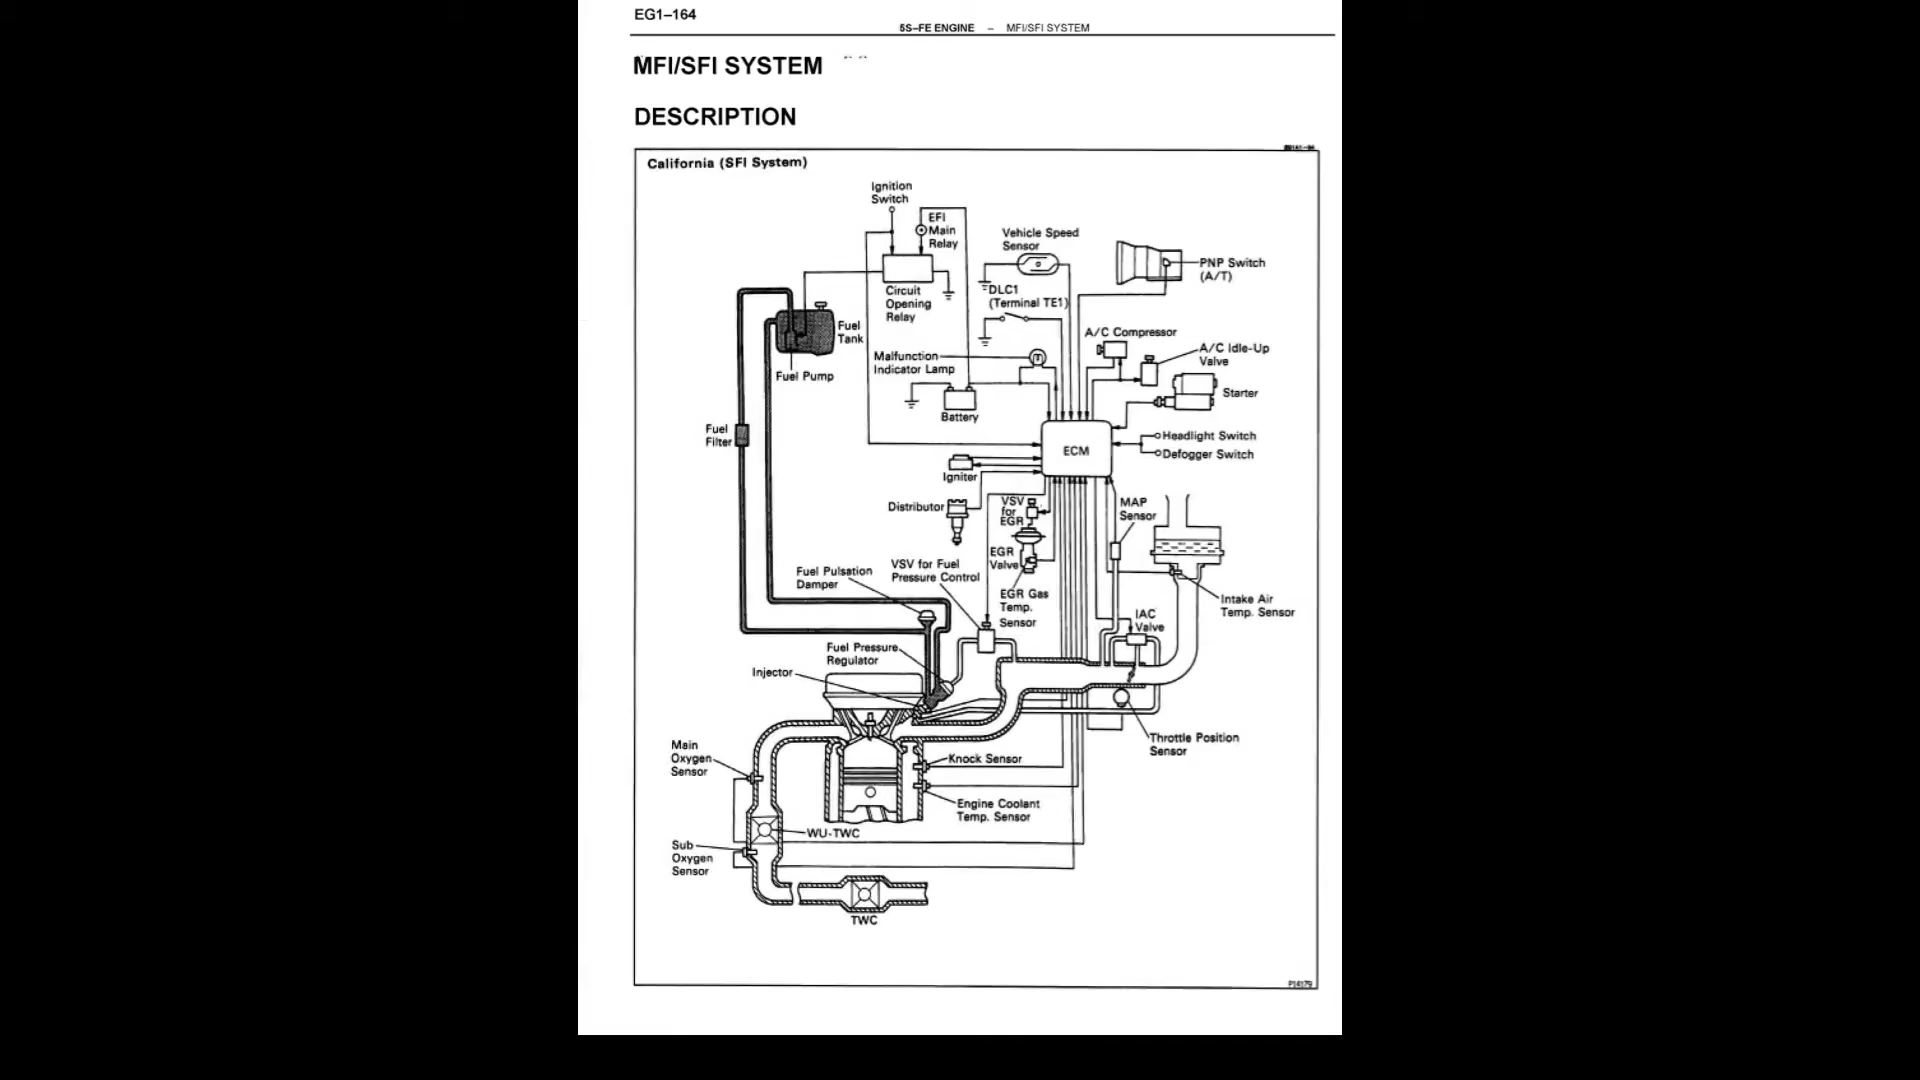 EG1–164
5S–FE ENGINE – MFI/SFI SYSTEM
MFI/SFI SYSTEM
DESCRIPTION
California (SFI System)
Ignition
Switch
EFI
Main
Relay
Vehicle Speed
Sensor
PNP Switch
(A/T)
Circuit
Opening
Relay
DLC1
(Terminal TE1)
Fuel
Tank
A/C Compressor
A/C Idle-Up
Valve
Malfunction
Indicator Lamp
Fuel Pump
Starter
Battery
Fuel
Filter
ECM
Headlight Switch
Defogger Switch
Igniter
Distributor
VSV
for
EGR
MAP
Sensor
EGR
Valve
VSV for Fuel
Pressure Control
Fuel Pulsation
Damper
EGR Gas
Temp.
Sensor
Intake Air
Temp. Sensor
IAC
Valve
Fuel Pressure
Regulator
Injector
Throttle Position
Sensor
Main
Oxygen
Sensor
Knock Sensor
Engine Coolant
Temp. Sensor
WU-TWC
Sub
Oxygen
Sensor
TWC
P14179